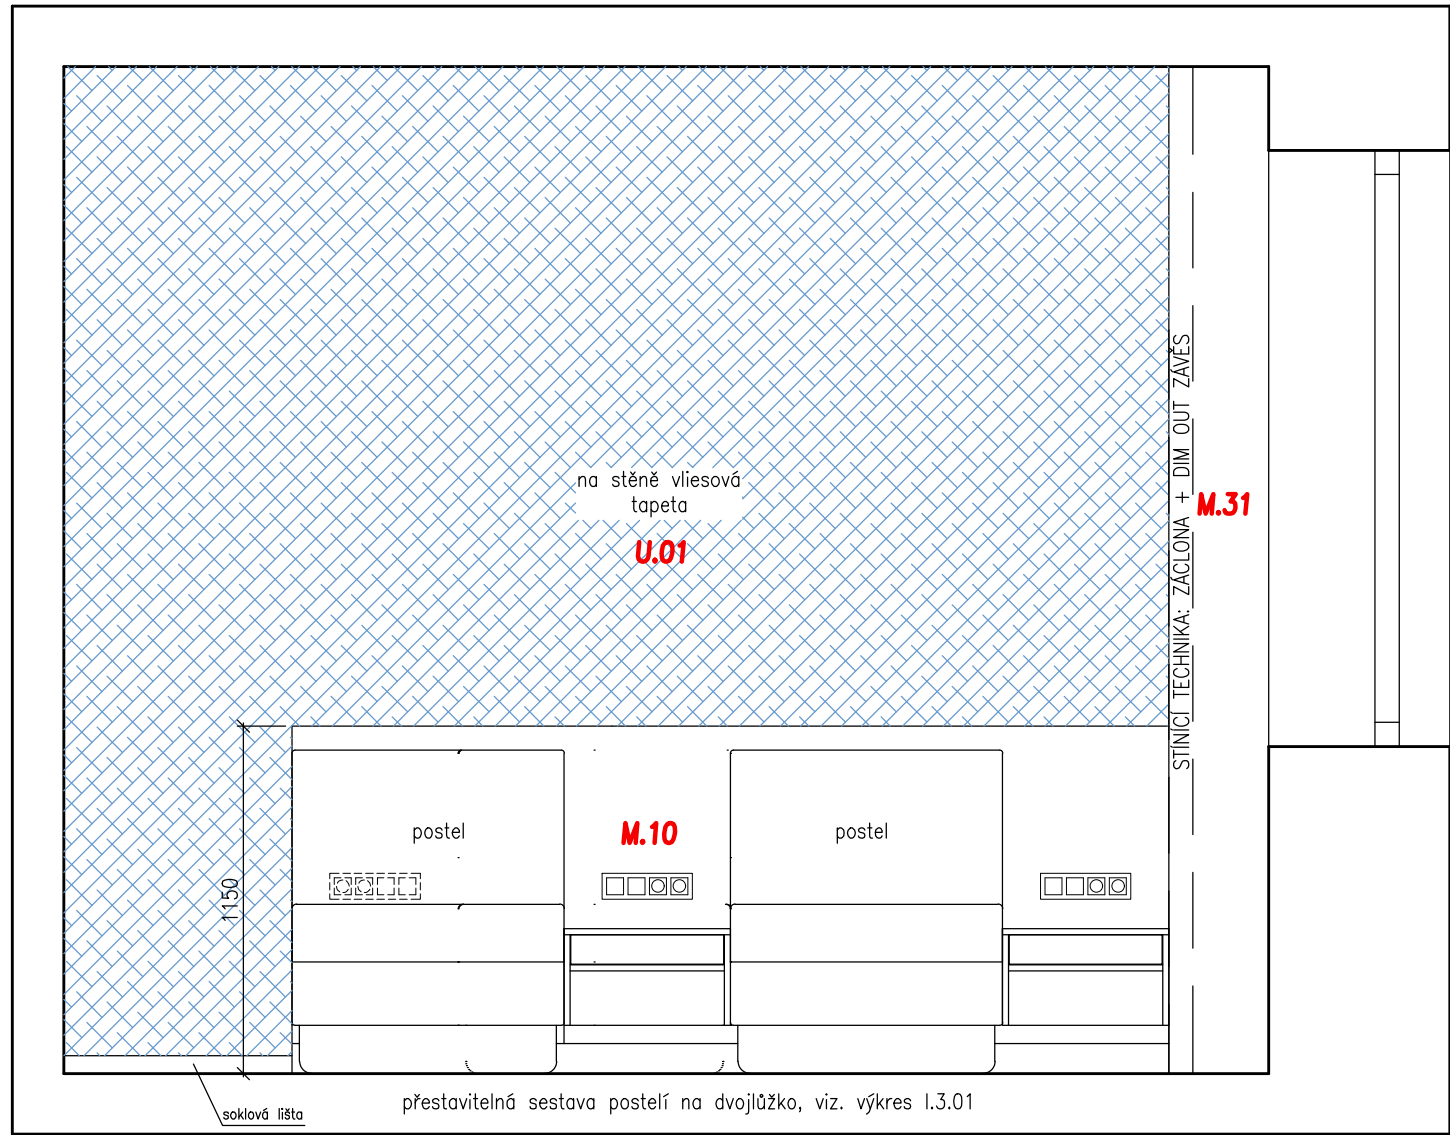 na stěně vliesová
tapeta
U.01
STÍNÍCÍ TECHNIKA: ZÁCLONA + DIM OUT ZÁVĚS
M.31
postel
M.10
postel
1150
soklová lišta
přestavitelná sestava postelí na dvojlůžko, viz. výkres I.3.01